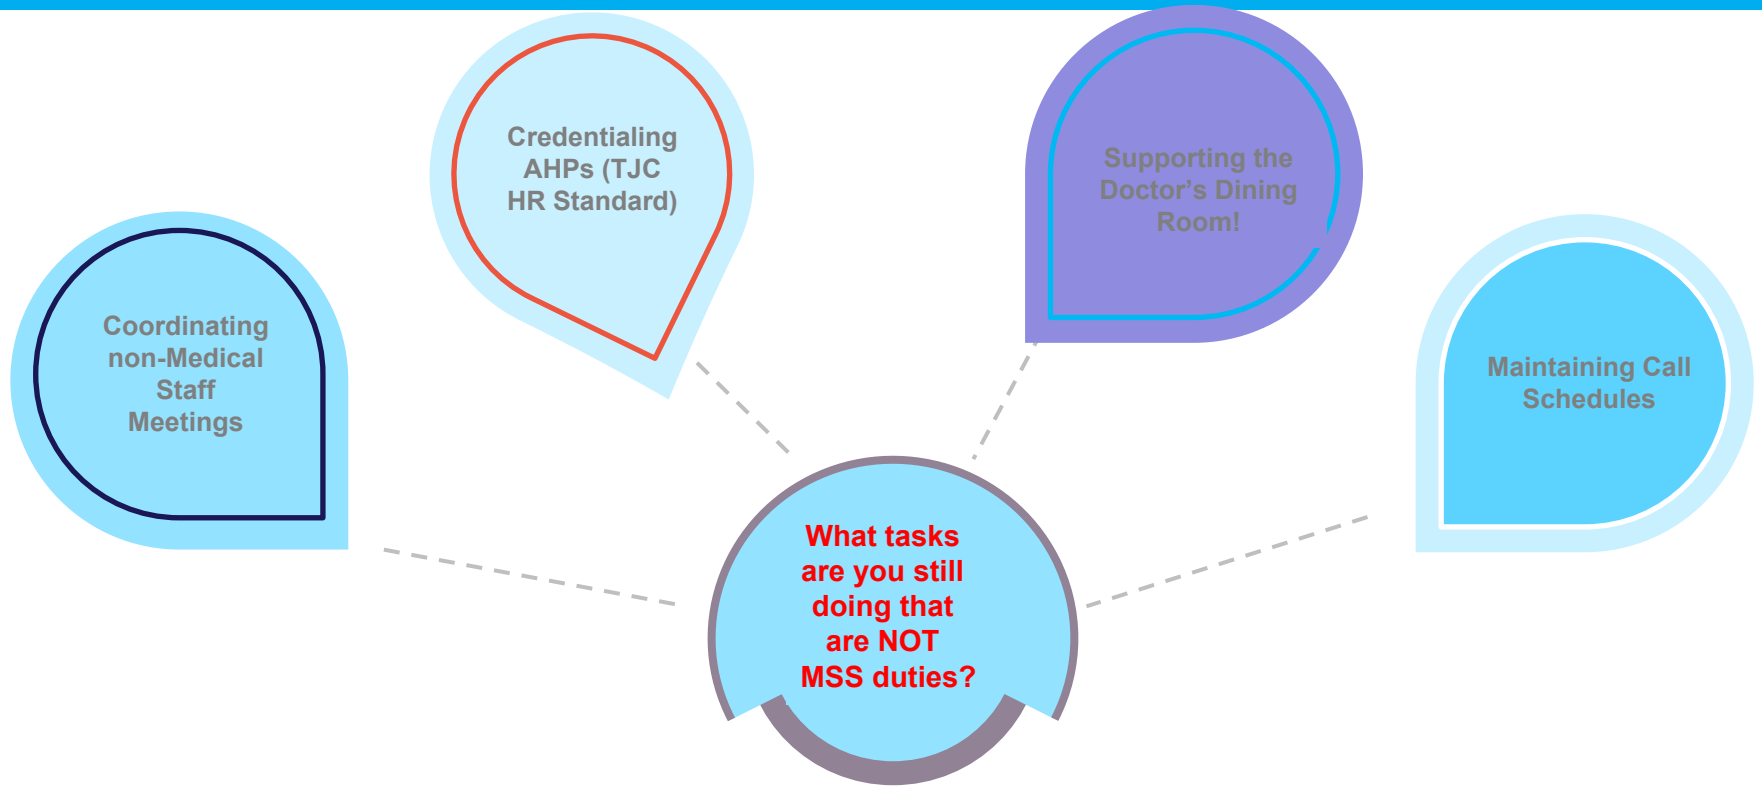 Credentialing
AHPs (TJC
HR Standard)
Supporting the
Doctor’s Dining
Room!
Coordinating
non-Medical
Staff
Meetings
Maintaining Call
Schedules
What tasks
are you still
doing that
are NOT
MSS duties?